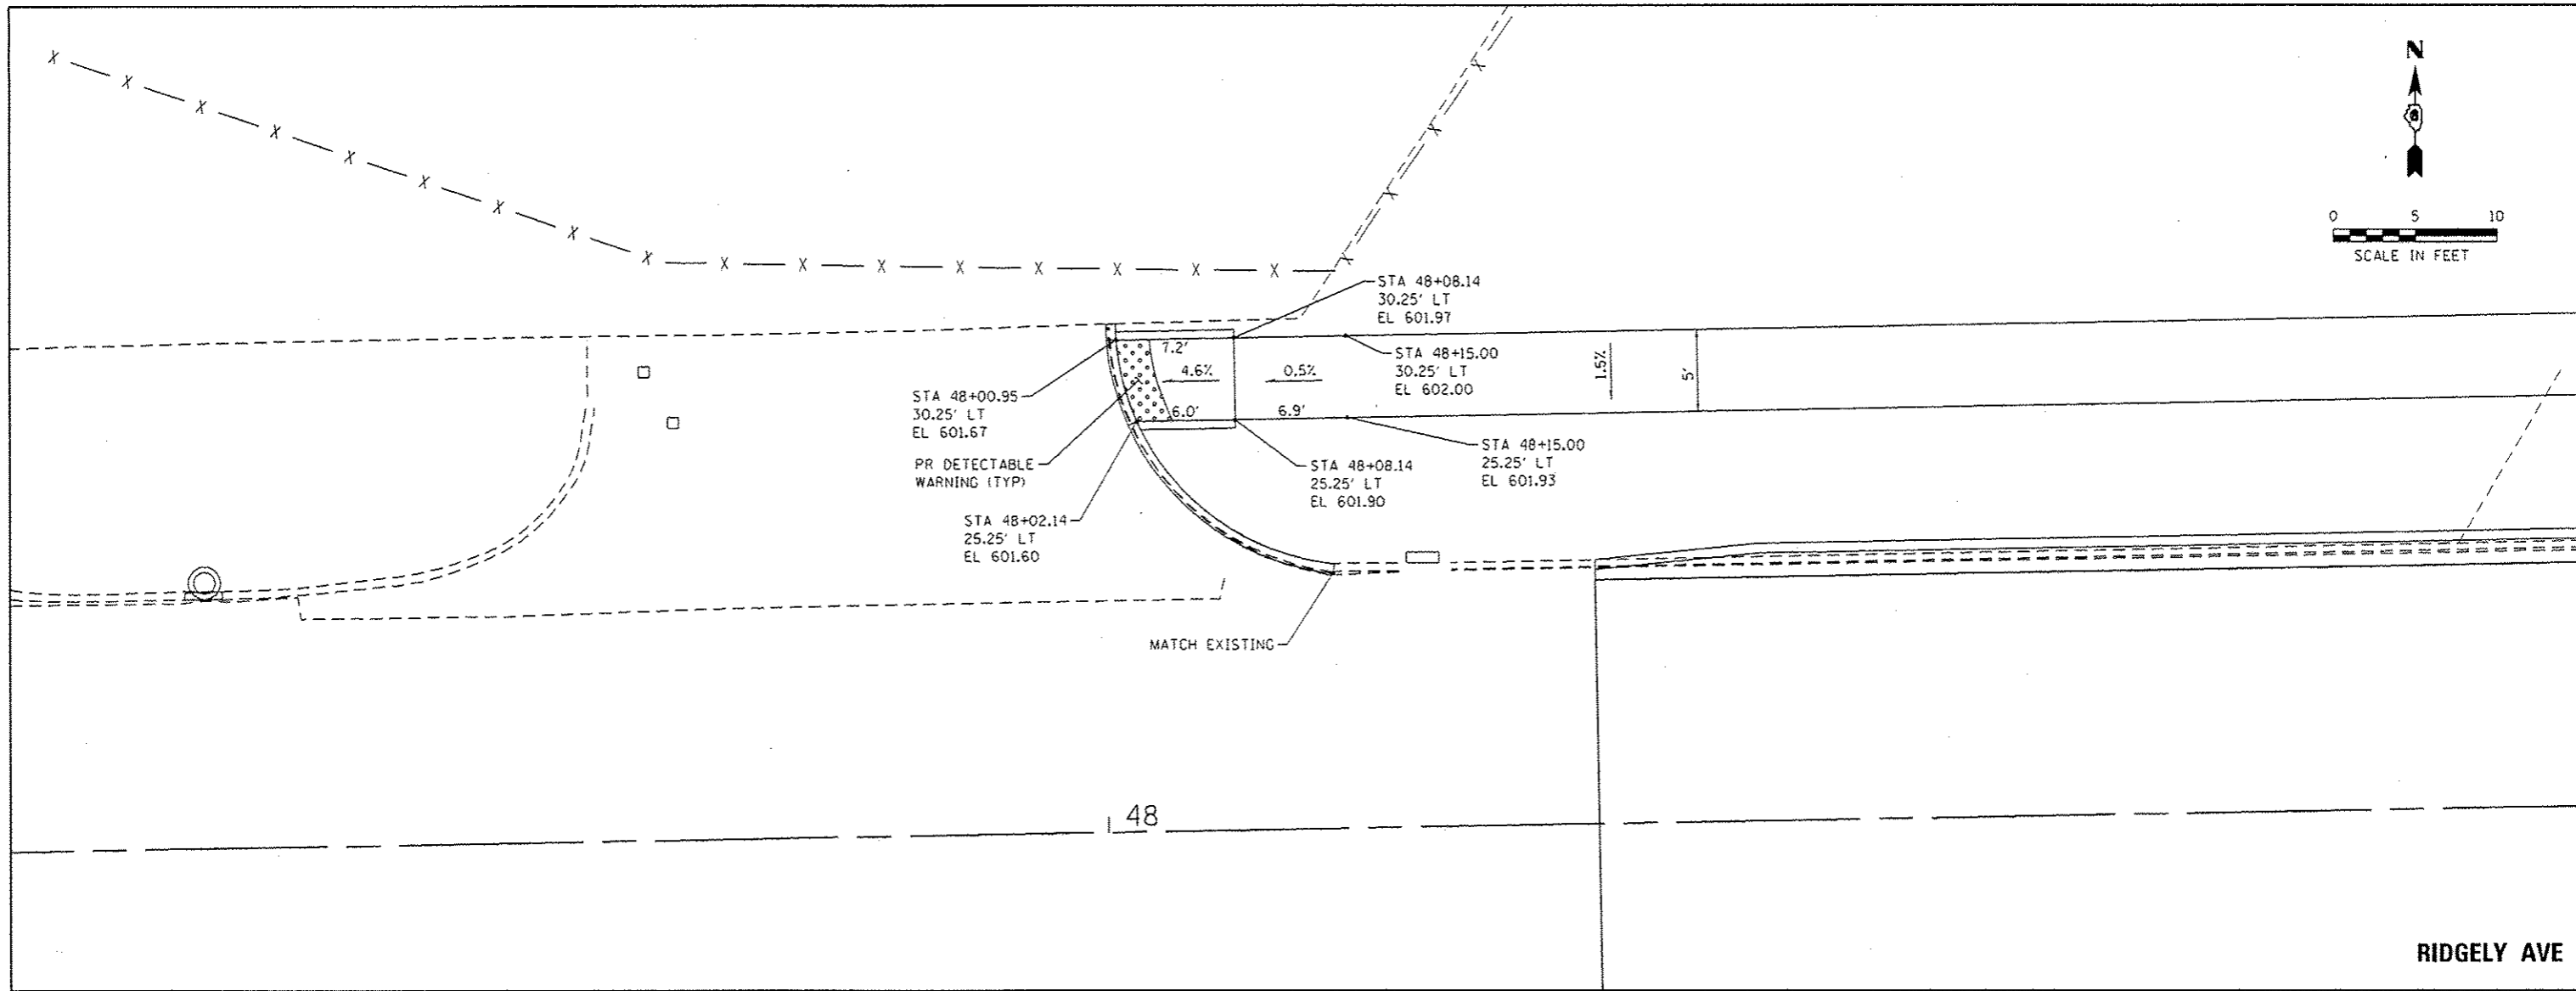 N
0 5 10
SCALE IN FEET
STA 48+08.14
30.25' LT
EL 601.97
STA 48+15.00
30.25' LT
EL 602.00
7.2'
4.6%
0.5%
1.5%
5'
STA 48+00.95
30.25' LT
EL 601.67
6.0'
6.9'
PR DETECTABLE
WARNING (TYP)
STA 48+15.00
25.25' LT
EL 601.93
STA 48+08.14
25.25' LT
EL 601.90
STA 48+02.14
25.25' LT
EL 601.60
MATCH EXISTING
48
RIDGELY AVE